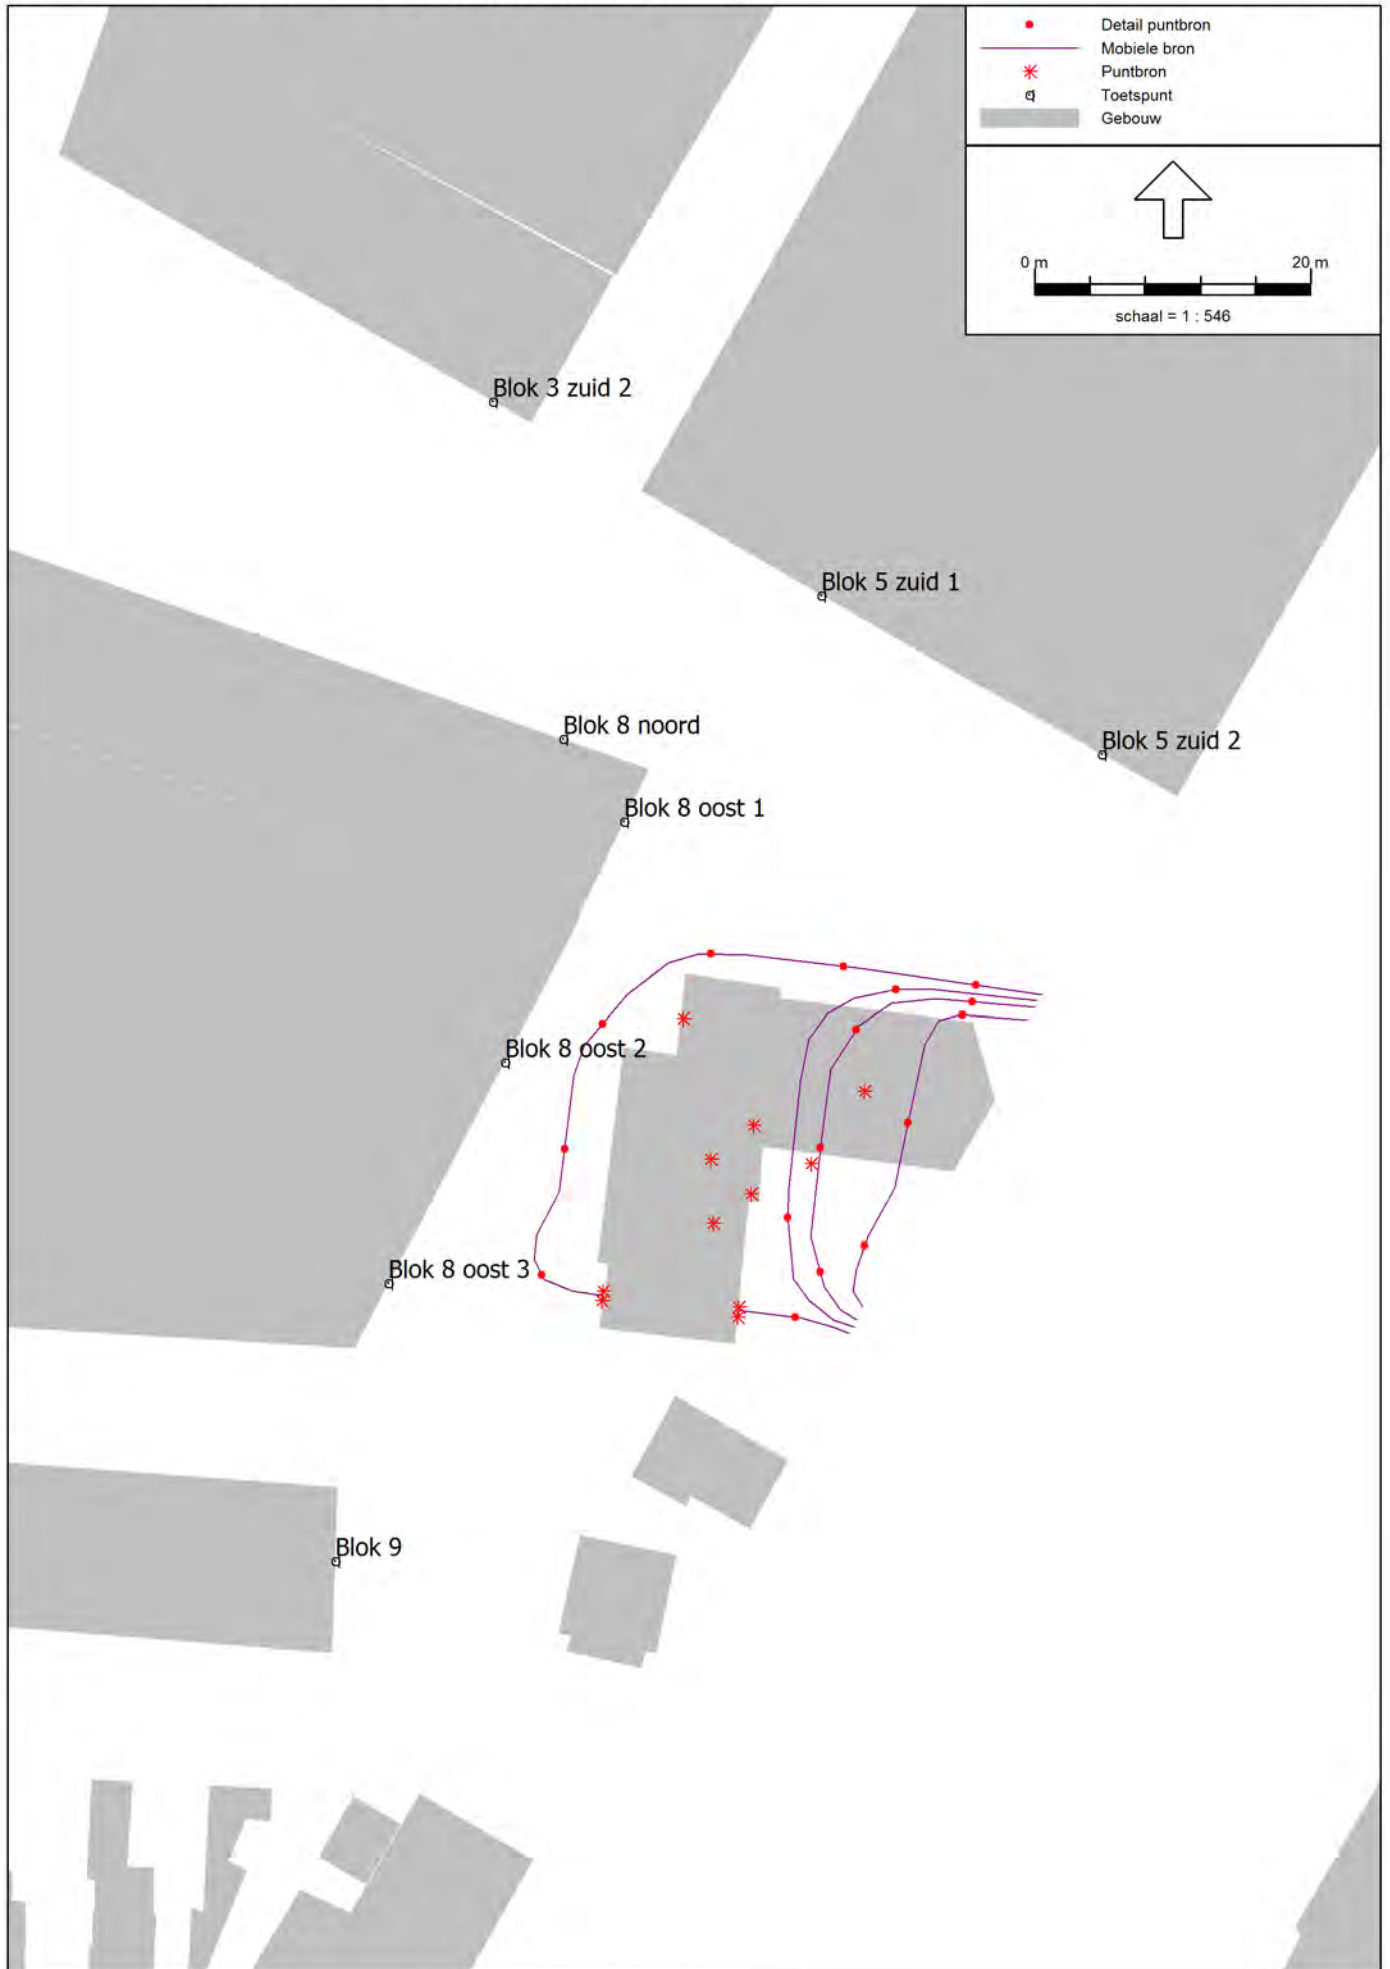 Detail puntbron
Mobiele bron
Puntbron
Toetspunt
Gebouw
0 m 20 m
schaal = 1 : 546
Blok 3 zuid 2
Blok 5 zuid 1
Blok 8 noord
Blok 5 zuid 2
Blok 8 oost 1
Blok 8 oost 2
Blok 8 oost 3
Blok 9